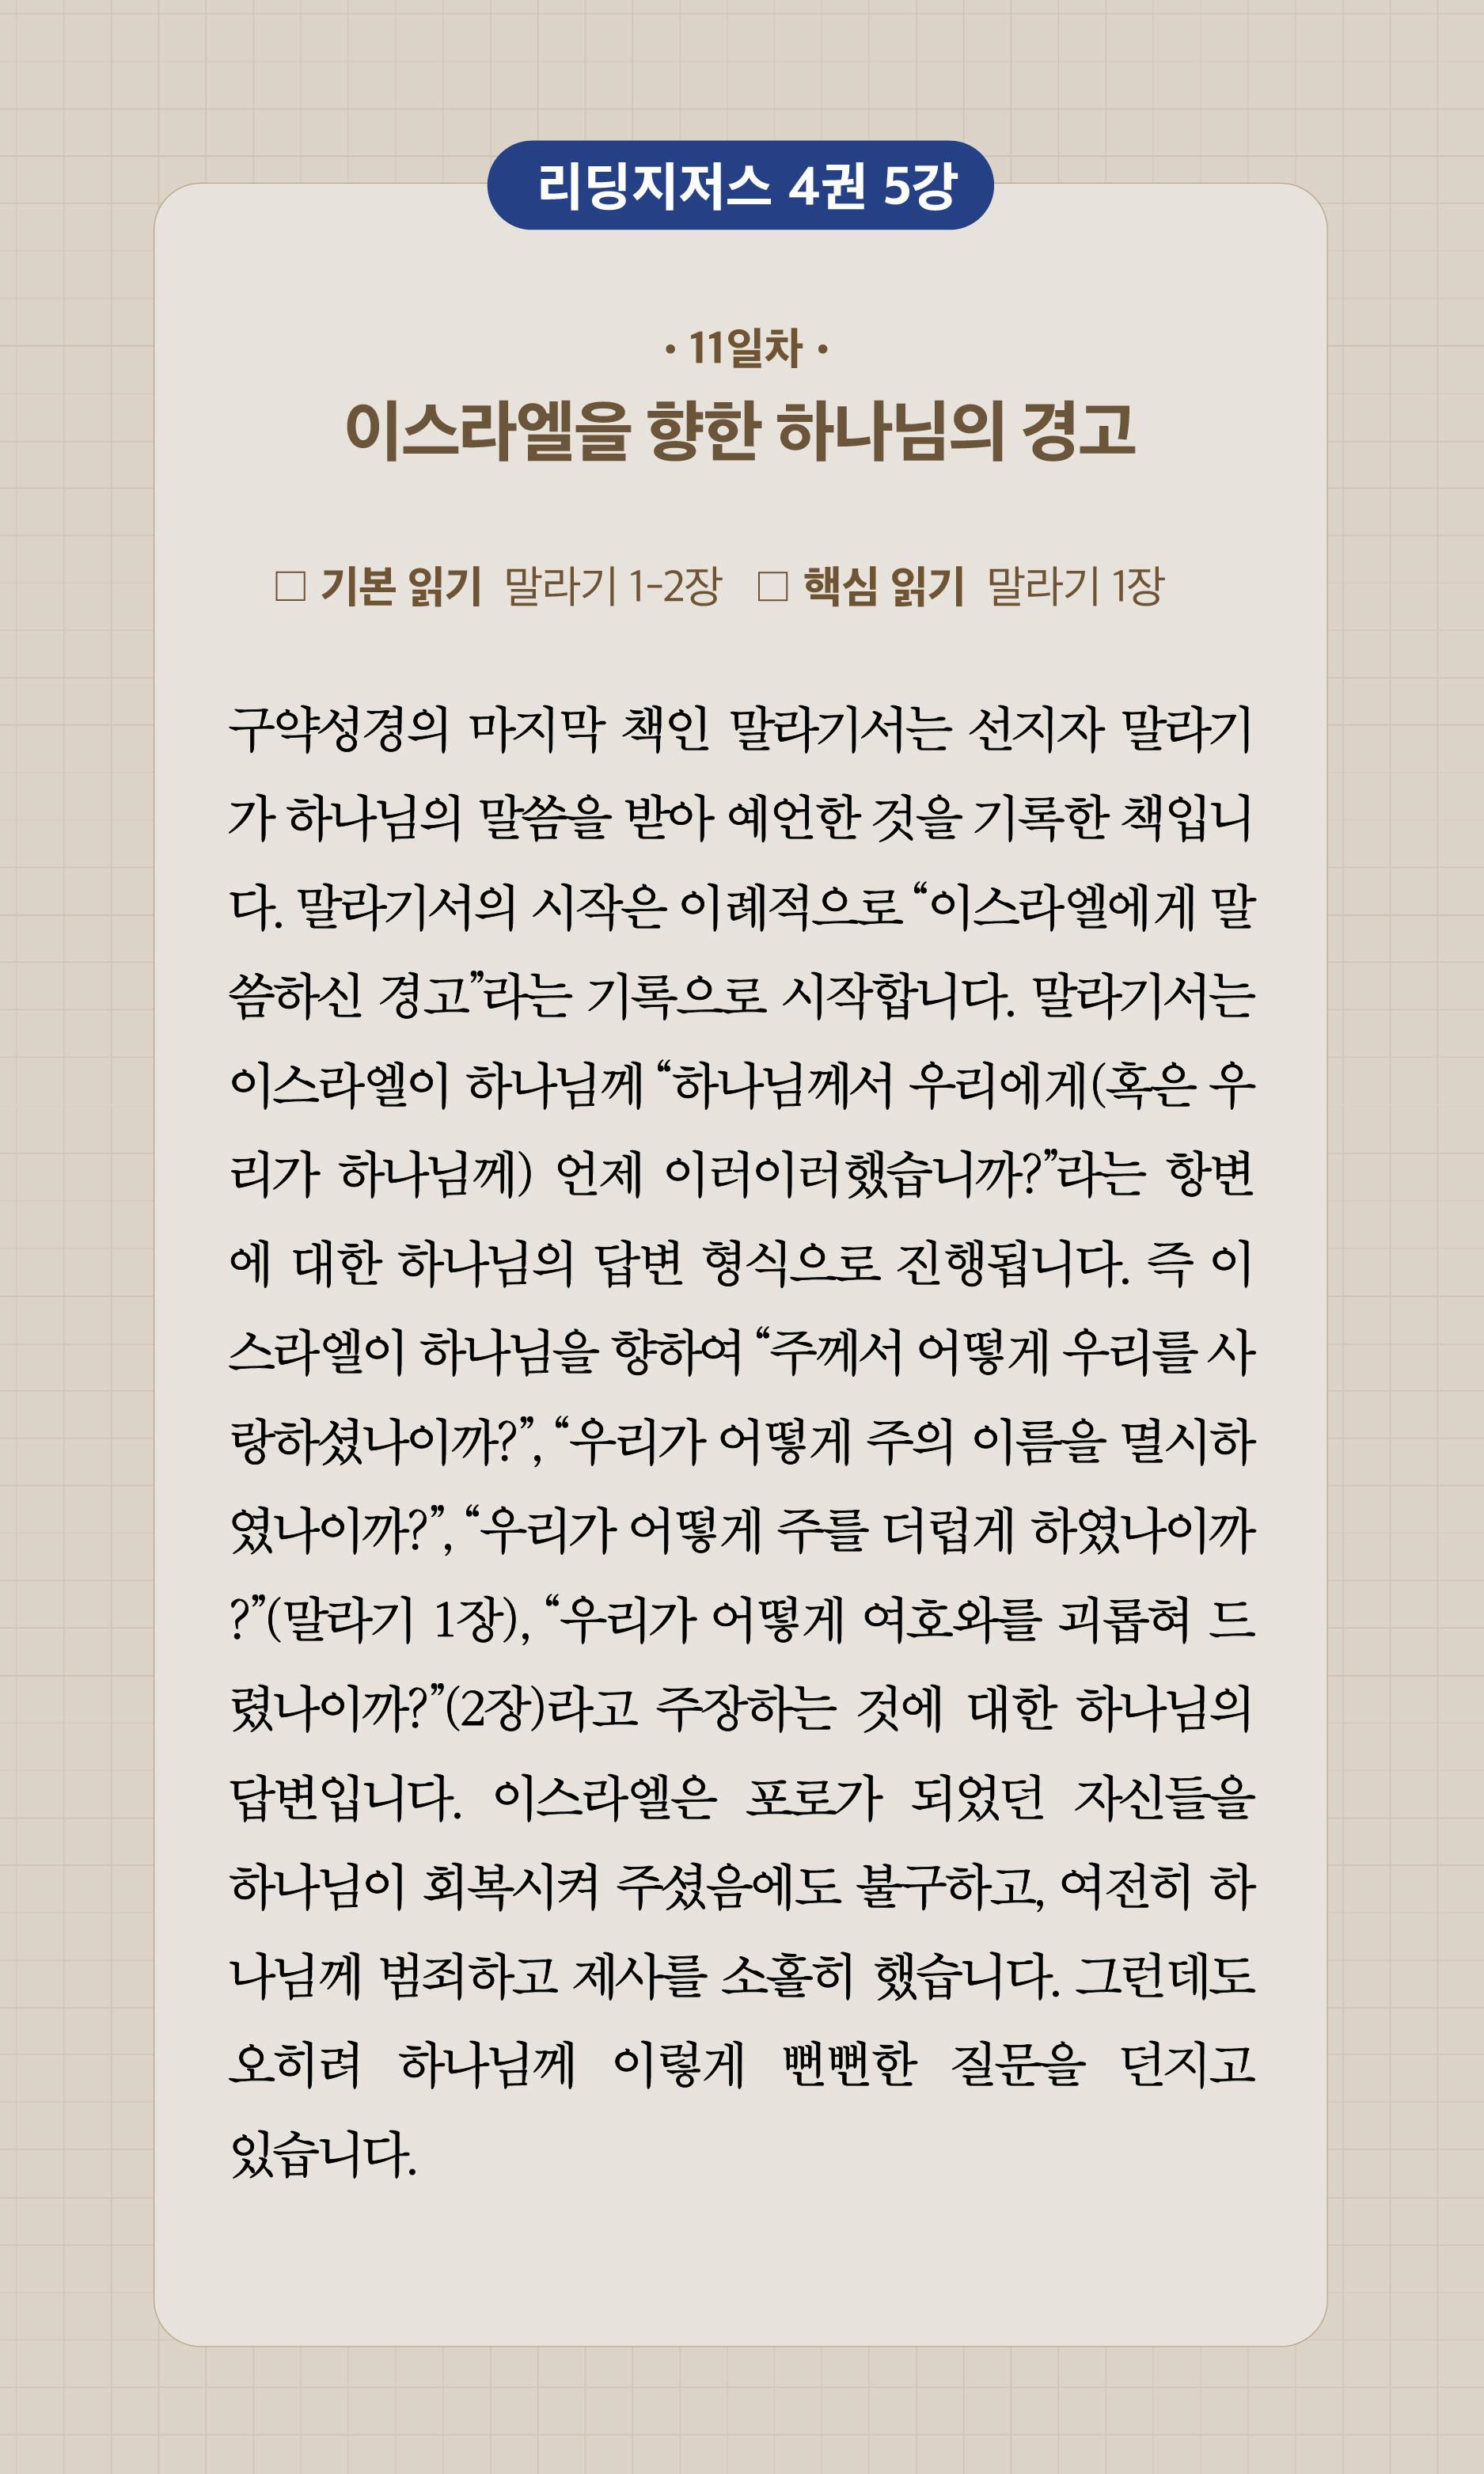 리딩지저스 4권 5강
· 11일차 ·
이스라엘을 향한 하나님의 경고
□ 기본 읽기 말라기 1-2장 □ 핵심 읽기 말라기 1장
구약성경의 마지막 책인 말라기서는 선지자 말라기
가 하나님의 말씀을 받아 예언한 것을 기록한 책입니
다. 말라기서의 시작은 이례적으로 “이스라엘에게 말
씀하신 경고”라는 기록으로 시작합니다. 말라기서는
이스라엘이 하나님께 “하나님께서 우리에게(혹은 우
리가 하나님께) 언제 이러이러했습니까?”라는 항변
에 대한 하나님의 답변 형식으로 진행됩니다. 즉 이
스라엘이 하나님을 향하여 “주께서 어떻게 우리를 사
랑하셨나이까?”, “우리가 어떻게 주의 이름을 멸시하
였나이까?”, “우리가 어떻게 주를 더럽게 하였나이까
?”(말라기 1장), “우리가 어떻게 여호와를 괴롭혀 드
렸나이까?”(2장)라고 주장하는 것에 대한 하나님의
답변입니다. 이스라엘은 포로가 되었던 자신들을
하나님이 회복시켜 주셨음에도 불구하고, 여전히 하
나님께 범죄하고 제사를 소홀히 했습니다. 그런데도
오히려 하나님께 이렇게 뻔뻔한 질문을 던지고
있습니다.